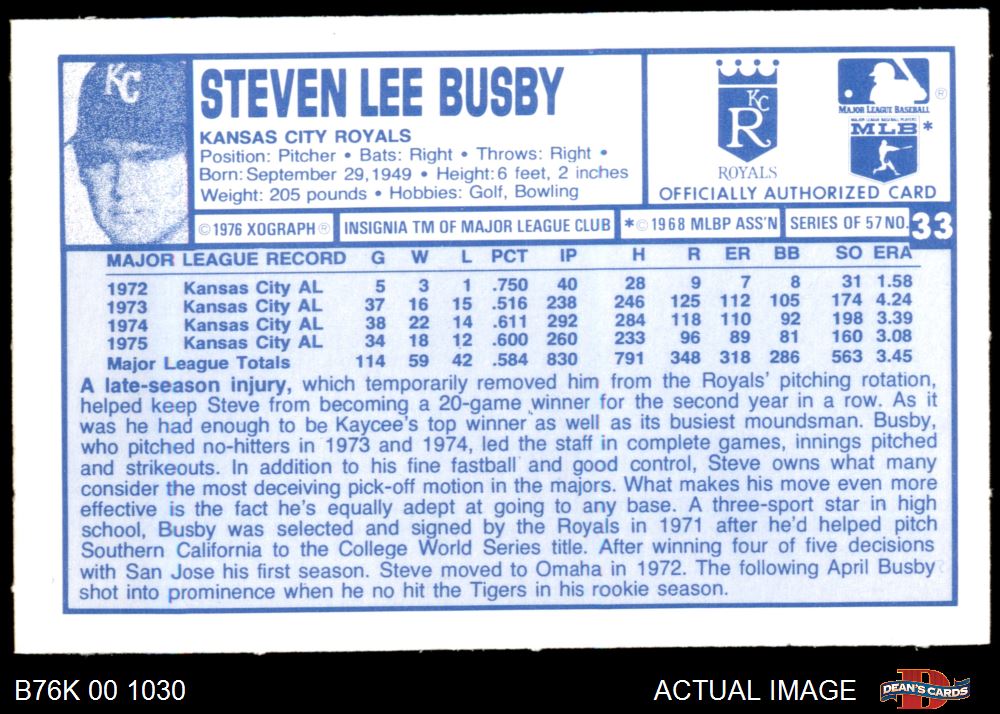 KC
STEVEN LEE BUSBY
KANSAS CITY ROYALS
Position: Pitcher • Bats: Right • Throws: Right •
Born: September 29, 1949 • Height: 6 feet, 2 inches
Weight: 205 pounds • Hobbies: Golf, Bowling
KC
R
ROYALS
MAJOR LEAGUE BASEBALL ®
MAJOR LEAGUE BASEBALL PLAYERS
MLB *
OFFICIALLY AUTHORIZED CARD
© 1976 XOGRAPH ® INSIGNIA TM OF MAJOR LEAGUE CLUB * © 1968 MLBP ASS'N SERIES OF 57 NO. 33
MAJOR LEAGUE RECORD G W L PCT IP H R ER BB SO ERA
1972 Kansas City AL 5 3 1 .750 40 28 9 7 8 31 1.58
1973 Kansas City AL 37 16 15 .516 238 246 125 112 105 174 4.24
1974 Kansas City AL 38 22 14 .611 292 284 118 110 92 198 3.39
1975 Kansas City AL 34 18 12 .600 260 233 96 89 81 160 3.08
Major League Totals 114 59 42 .584 830 791 348 318 286 563 3.45
A late-season injury, which temporarily removed him from the Royals' pitching rotation,
helped keep Steve from becoming a 20-game winner for the second year in a row. As it
was he had enough to be Kaycee's top winner as well as its busiest moundsman. Busby,
who pitched no-hitters in 1973 and 1974, led the staff in complete games, innings pitched
and strikeouts. In addition to his fine fastball and good control, Steve owns what many
consider the most deceiving pick-off motion in the majors. What makes his move even more
effective is the fact he's equally adept at going to any base. A three-sport star in high
school, Busby was selected and signed by the Royals in 1971 after he'd helped pitch
Southern California to the College World Series title. After winning four of five decisions
with San Jose his first season. Steve moved to Omaha in 1972. The following April Busby
shot into prominence when he no hit the Tigers in his rookie season.
B76K 00 1030
ACTUAL IMAGE
D
DEAN'S CARDS